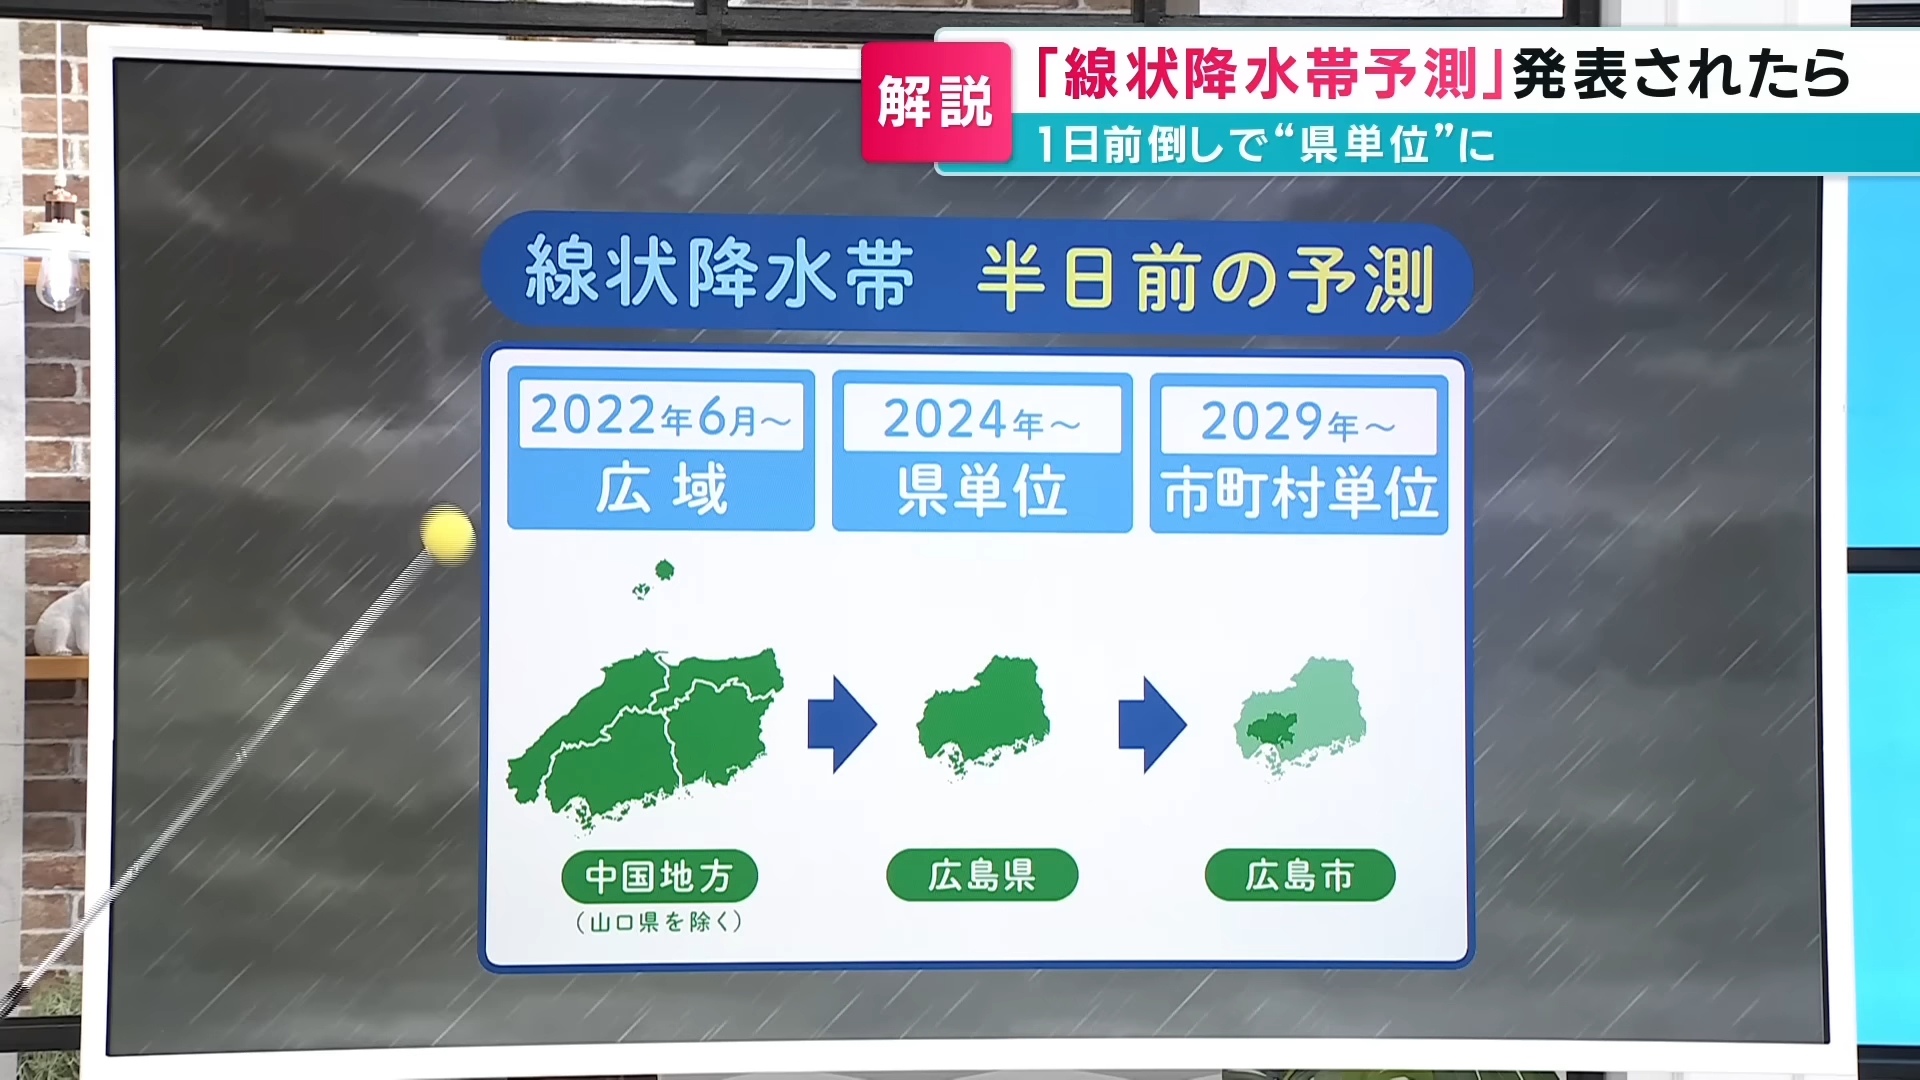 解説
「線状降水帯予測」発表されたら
1日前倒しで“県単位”に
線状降水帯 半日前の予測
2022年6月～
広域
2024年～
県単位
2029年～
市町村単位
中国地方
（山口県を除く）
広島県
広島市